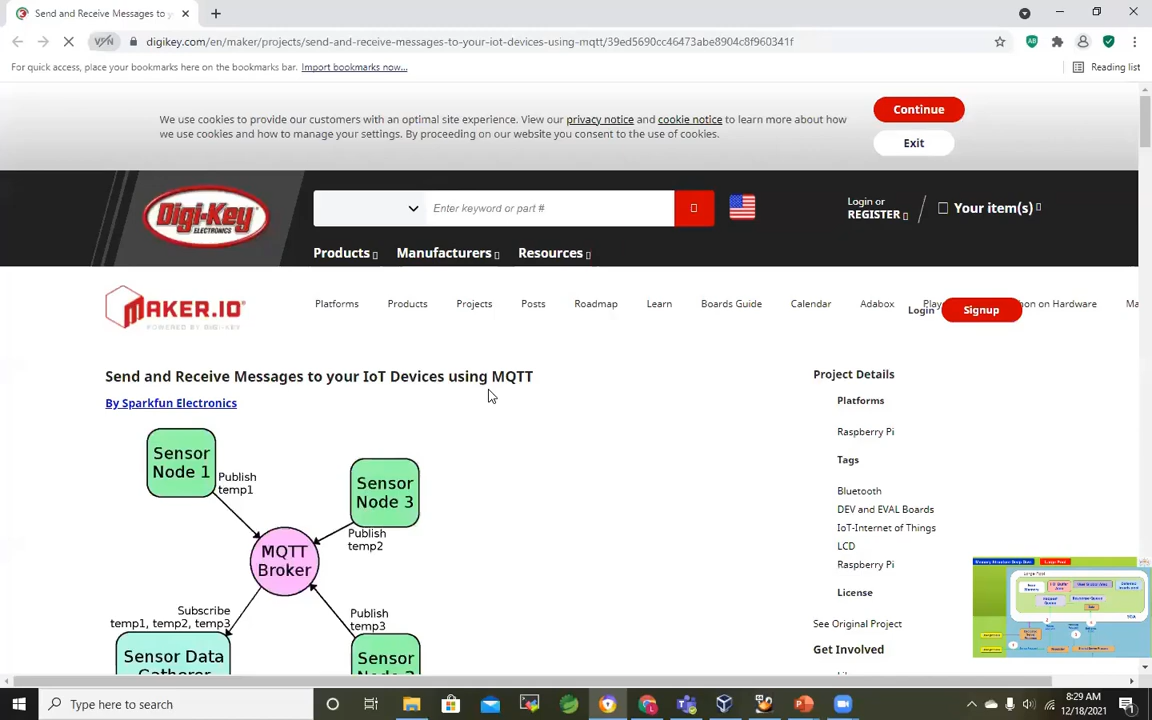 Send and Receive Messages to y
VPN
digikey.com/en/maker/projects/send-and-receive-messages-to-your-iot-devices-using-mqtt/39ed5690cc46473abe8904c8f960341f
For quick access, place your bookmarks here on the bookmarks bar. Import bookmarks now...
Reading list
We use cookies to provide our customers with an optimal site experience. View our privacy notice and cookie notice to learn more about how
we use cookies and how to manage your settings. By proceeding on our website you consent to the use of cookies.
Continue
Exit
Digi-Key
ELECTRONICS
Enter keyword or part #
Login or
REGISTER
Your item(s)
Products
Manufacturers
Resources
MAKER.IO
POWERED BY DIGI-KEY
Platforms
Products
Projects
Posts
Roadmap
Learn
Boards Guide
Calendar
Adabox
on on Hardware
Login
Signup
Send and Receive Messages to your IoT Devices using MQTT
By Sparkfun Electronics
Sensor
Node 1
Publish
temp1
Sensor
Node 3
Publish
temp2
MQTT
Broker
Subscribe
temp1, temp2, temp3
Publish
temp3
Sensor Data
Gatherer
Sensor
Project Details
Platforms
Raspberry Pi
Tags
Bluetooth
DEV and EVAL Boards
IoT-Internet of Things
LCD
Raspberry Pi
License
See Original Project
Get Involved
Large Pool
Type here to search
8:29 AM
12/18/2021